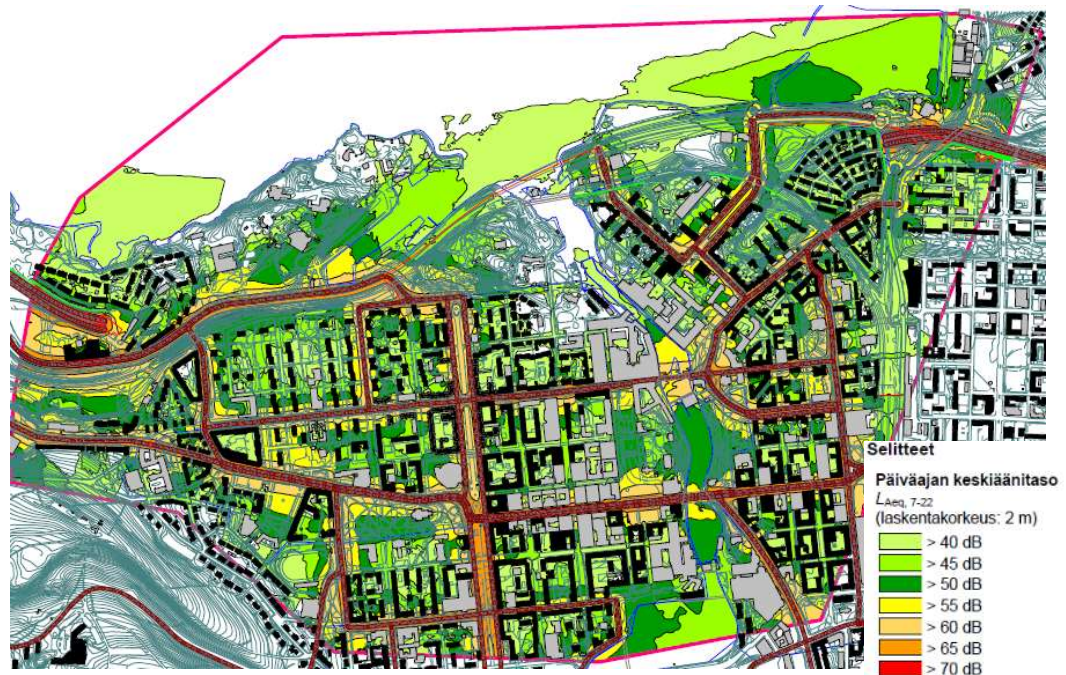 Selitteet
Päiväajan keskiäänitaso
LAeq, 7-22
(laskentakorkeus: 2 m)
> 40 dB
> 45 dB
> 50 dB
> 55 dB
> 60 dB
> 65 dB
> 70 dB